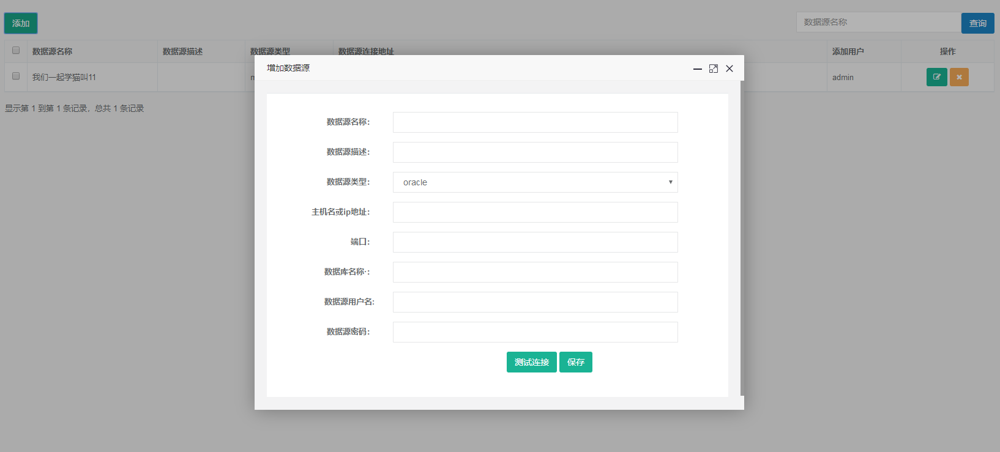 添加
数据源名称
查询
数据源名称 数据源描述 数据源类型 数据源连接地址 添加用户 操作
我们一起学猫叫11 admin
显示第 1 到第 1 条记录，总共 1 条记录
增加数据源
数据源名称：
数据源描述：
数据源类型： oracle
主机名或ip地址：
端口：
数据库名称·：
数据源用户名:
数据源密码：
测试连接 保存